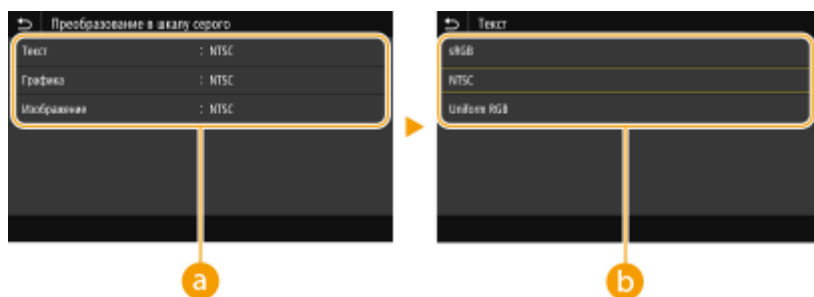 Преобразование в шкалу серого
Текст : NTSC
Графика : NTSC
Изображение : NTSC
a
Текст
sRGB
NTSC
Uniform RGB
b